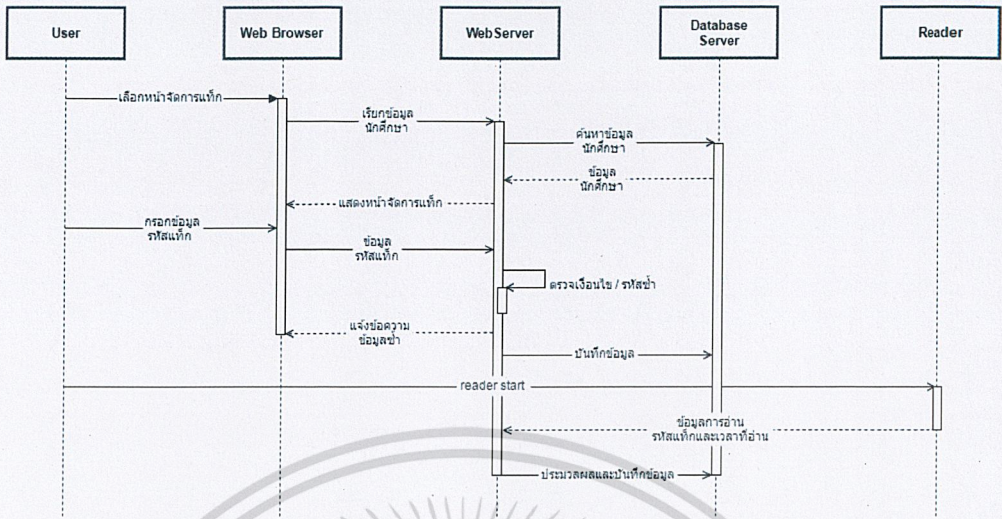 User
Web Browser
WebServer
Database
Server
Reader
เลือกหน้าจัดการแท็ก
เรียกข้อมูล
นักศึกษา
ค้นหาข้อมูล
นักศึกษา
ข้อมูล
นักศึกษา
แสดงหน้าจัดการแท็ก
กรอกข้อมูล
รหัสแท็ก
ข้อมูล
รหัสแท็ก
ตรวจเงื่อนไข / รหัสซ้ำ
แจ้งข้อความ
ข้อมูลซ้ำ
บันทึกข้อมูล
reader start
ข้อมูลการอ่าน
รหัสแท็กและเวลาที่อ่าน
ประมวลผลและบันทึกข้อมูล